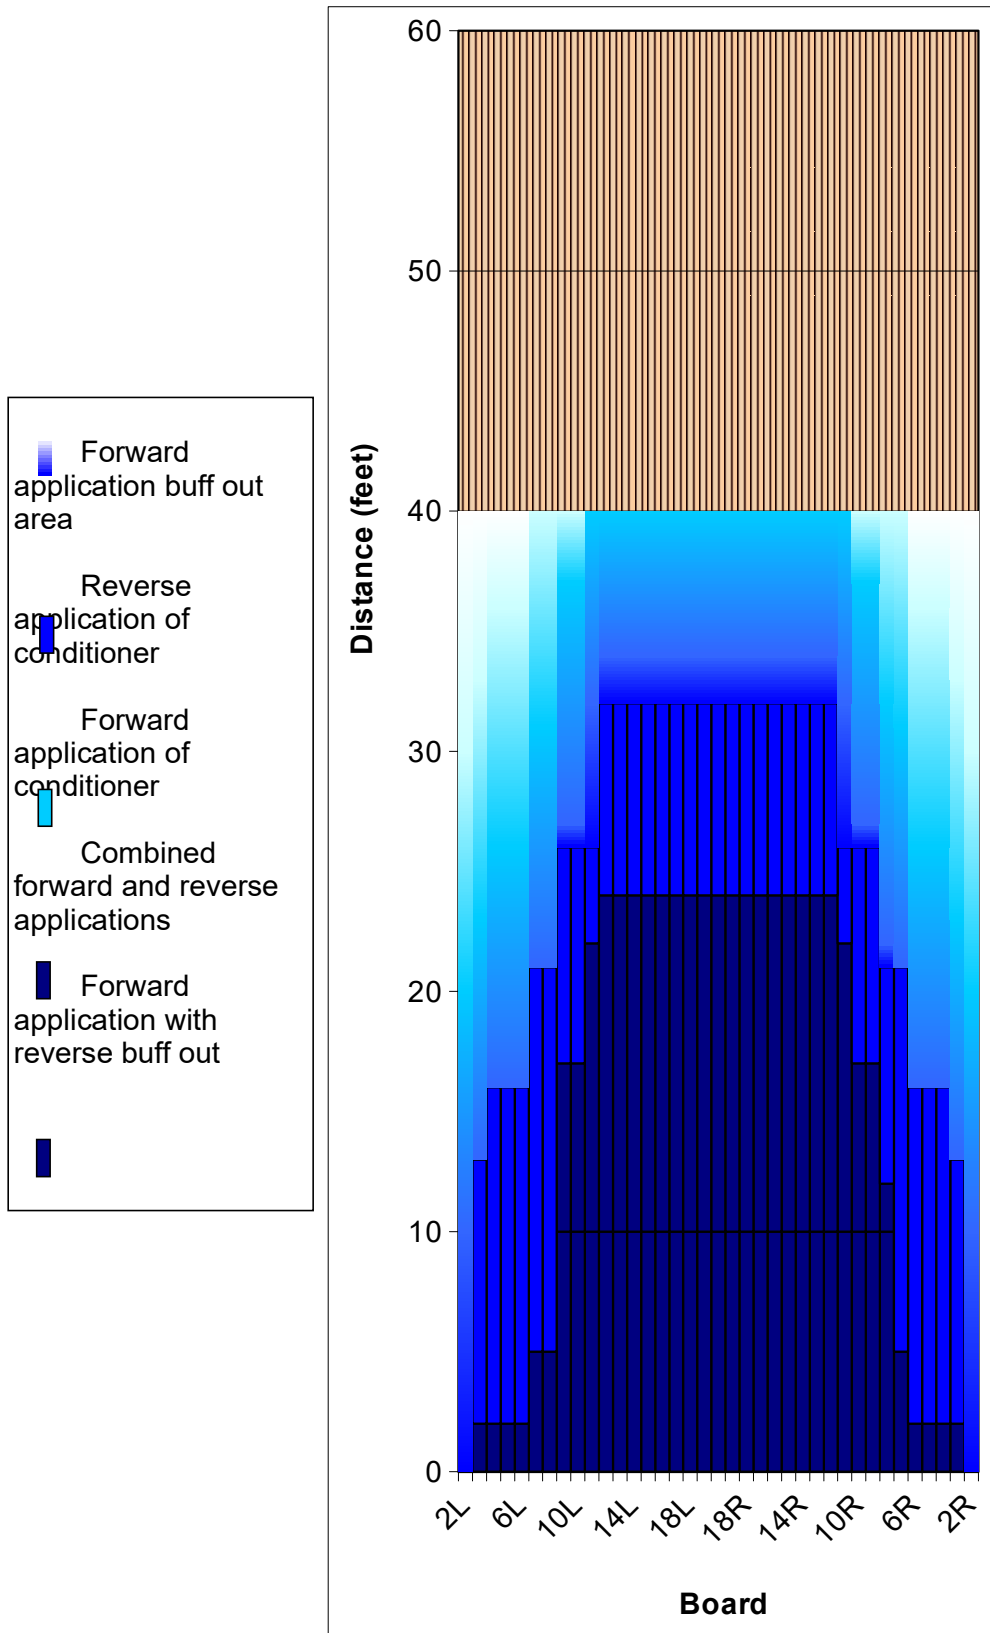 Forward
application buff out
area
Reverse
application of
conditioner
Forward
application of
conditioner
Combined
forward and reverse
applications
Forward
application with
reverse buff out
Distance (feet)
60
50
40
30
20
10
0
2L 6L 10L 14L 18L 18R 14R 10R 6R 2R
Board